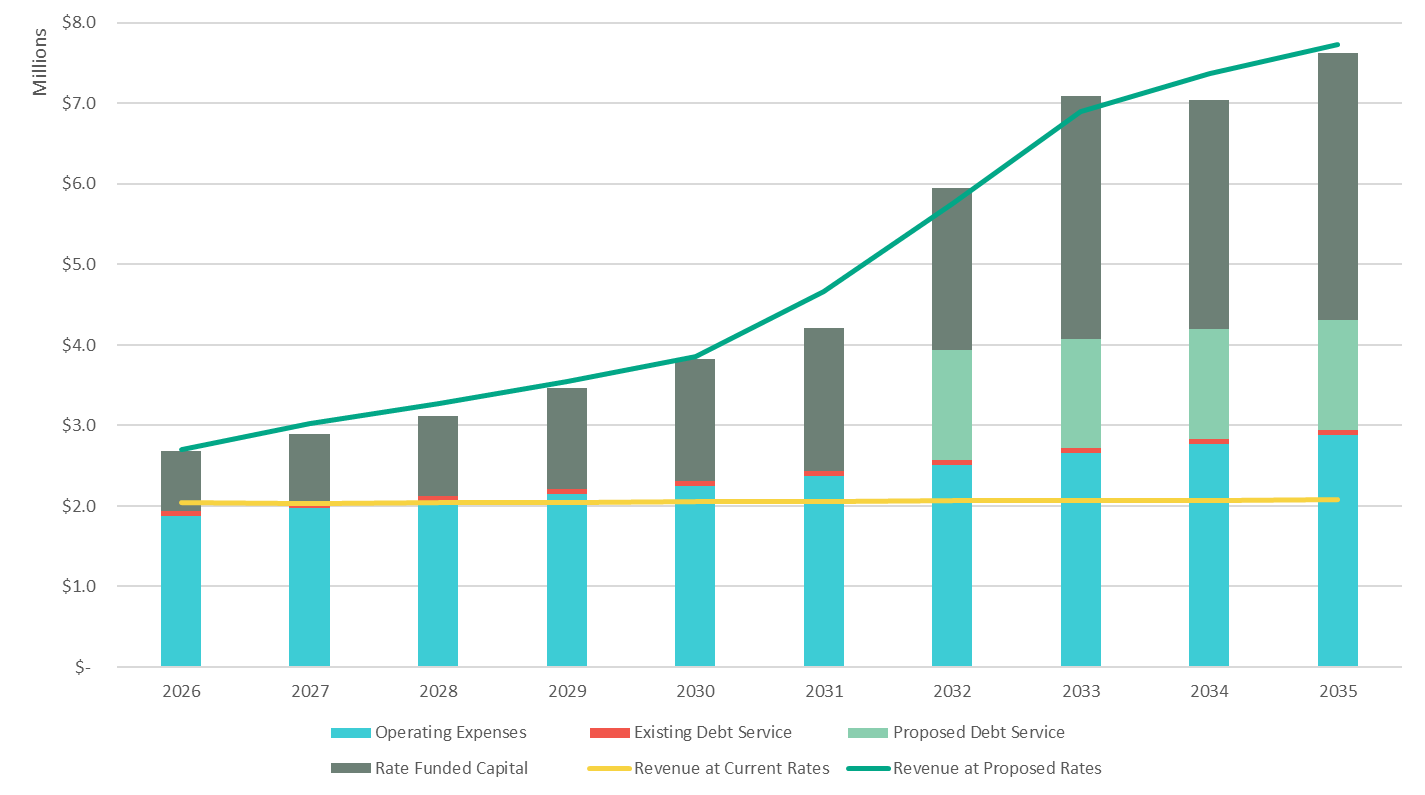 Millions
$8.0
$7.0
$6.0
$5.0
$4.0
$3.0
$2.0
$1.0
$-
2026 2027 2028 2029 2030 2031 2032 2033 2034 2035
Operating Expenses Existing Debt Service Proposed Debt Service
Rate Funded Capital Revenue at Current Rates Revenue at Proposed Rates